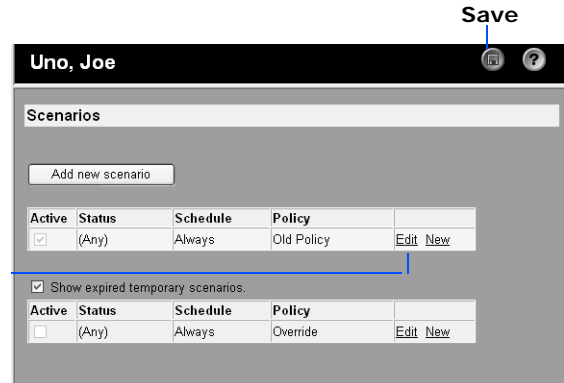 Save
Uno, Joe
?
Scenarios
Add new scenario
Active Status Schedule Policy
(Any) Always Old Policy Edit New
Show expired temporary scenarios.
Active Status Schedule Policy
(Any) Always Override Edit New